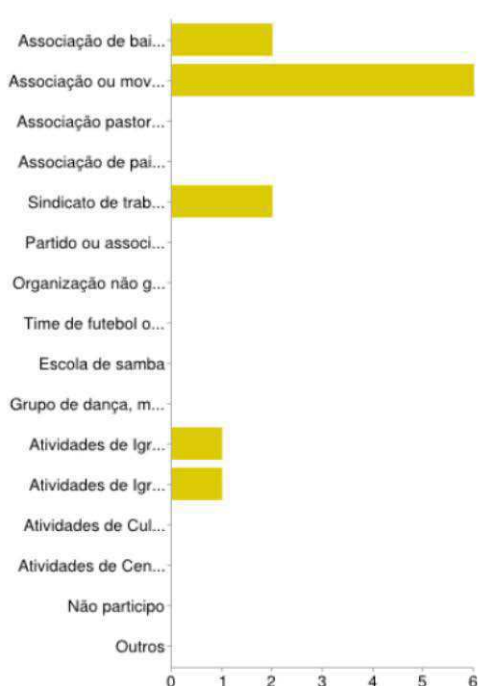 Associação de bai...
Associação ou mov...
Associação pastor...
Associação de pai...
Sindicato de trab...
Partido ou associ...
Organização não g...
Time de futebol o...
Escola de samba
Grupo de dança, m...
Atividades de Igr...
Atividades de Igr...
Atividades de Cul...
Atividades de Cen...
Não participo
Outros
0 1 2 3 4 5 6